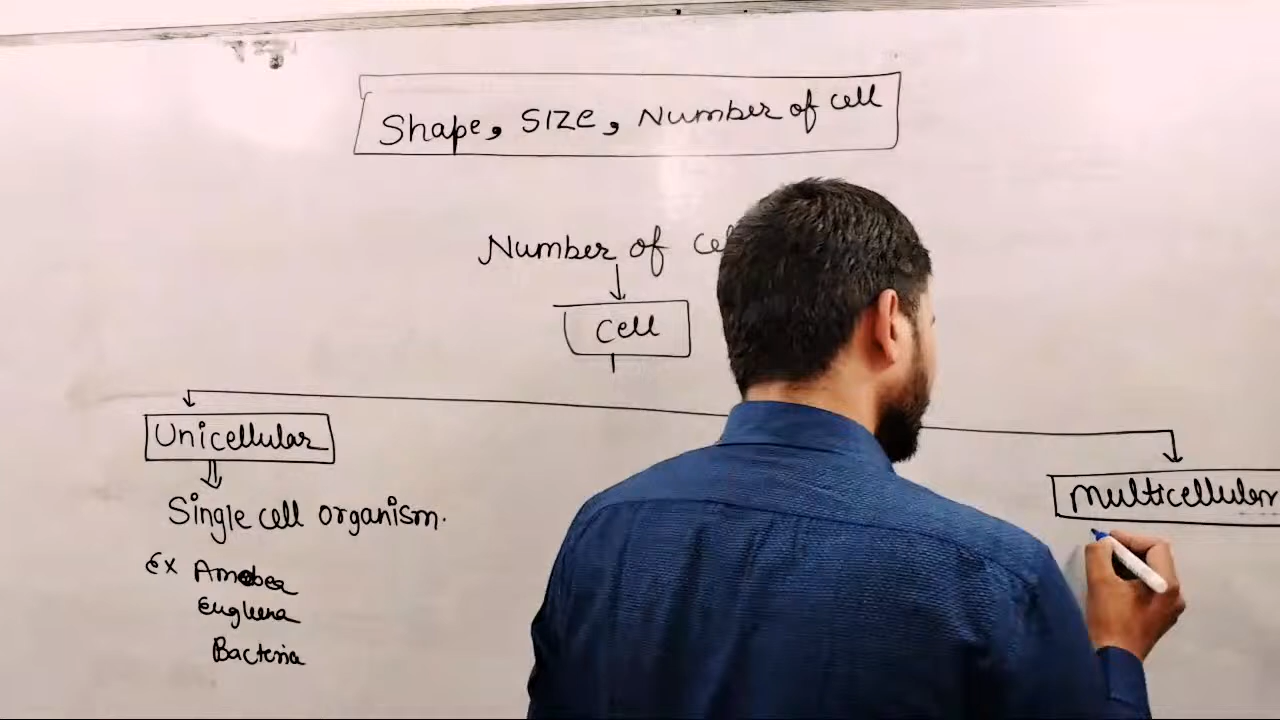 Shape, SIZE, Number of cell
Number of
Cell
Unicellular
Multicellular
Single cell organism.
Ex Amoeba
Euglena
Bacteria